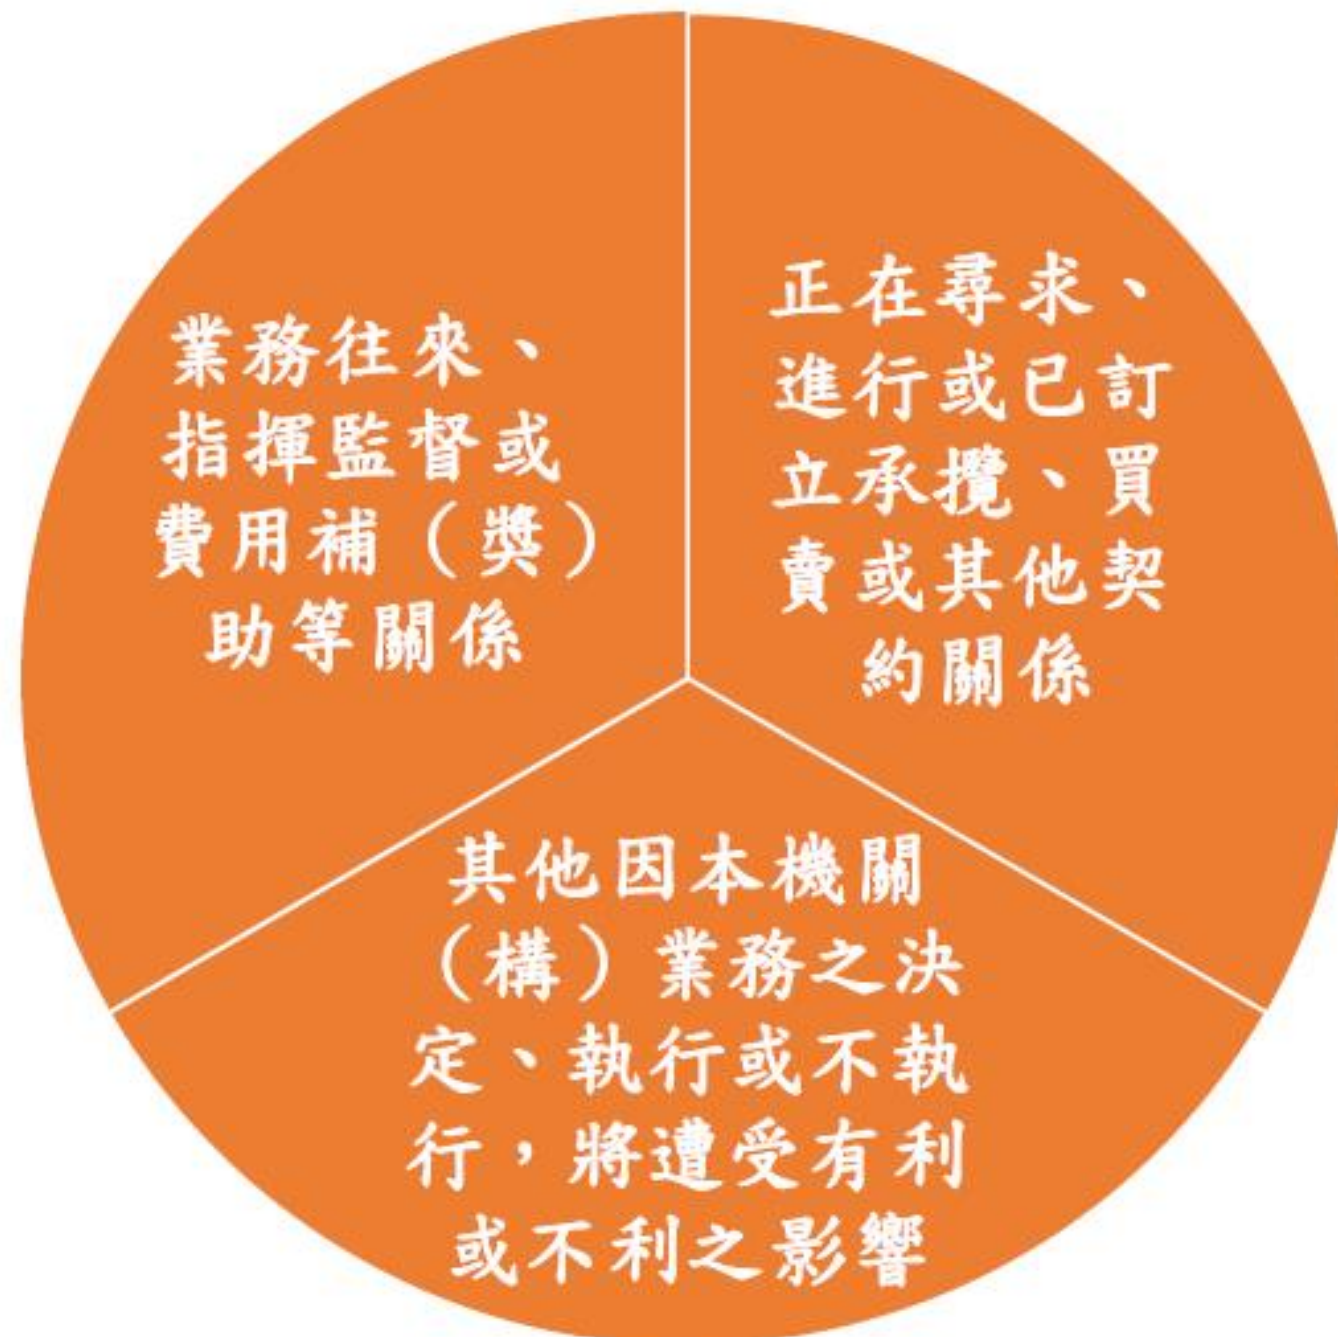 業務往來、
指揮監督或
費用補（獎）
助等關係
正在尋求、
進行或已訂
立承攬、買
賣或其他契
約關係
其他因本機關
（構）業務之決
定、執行或不執
行，將遭受有利
或不利之影響